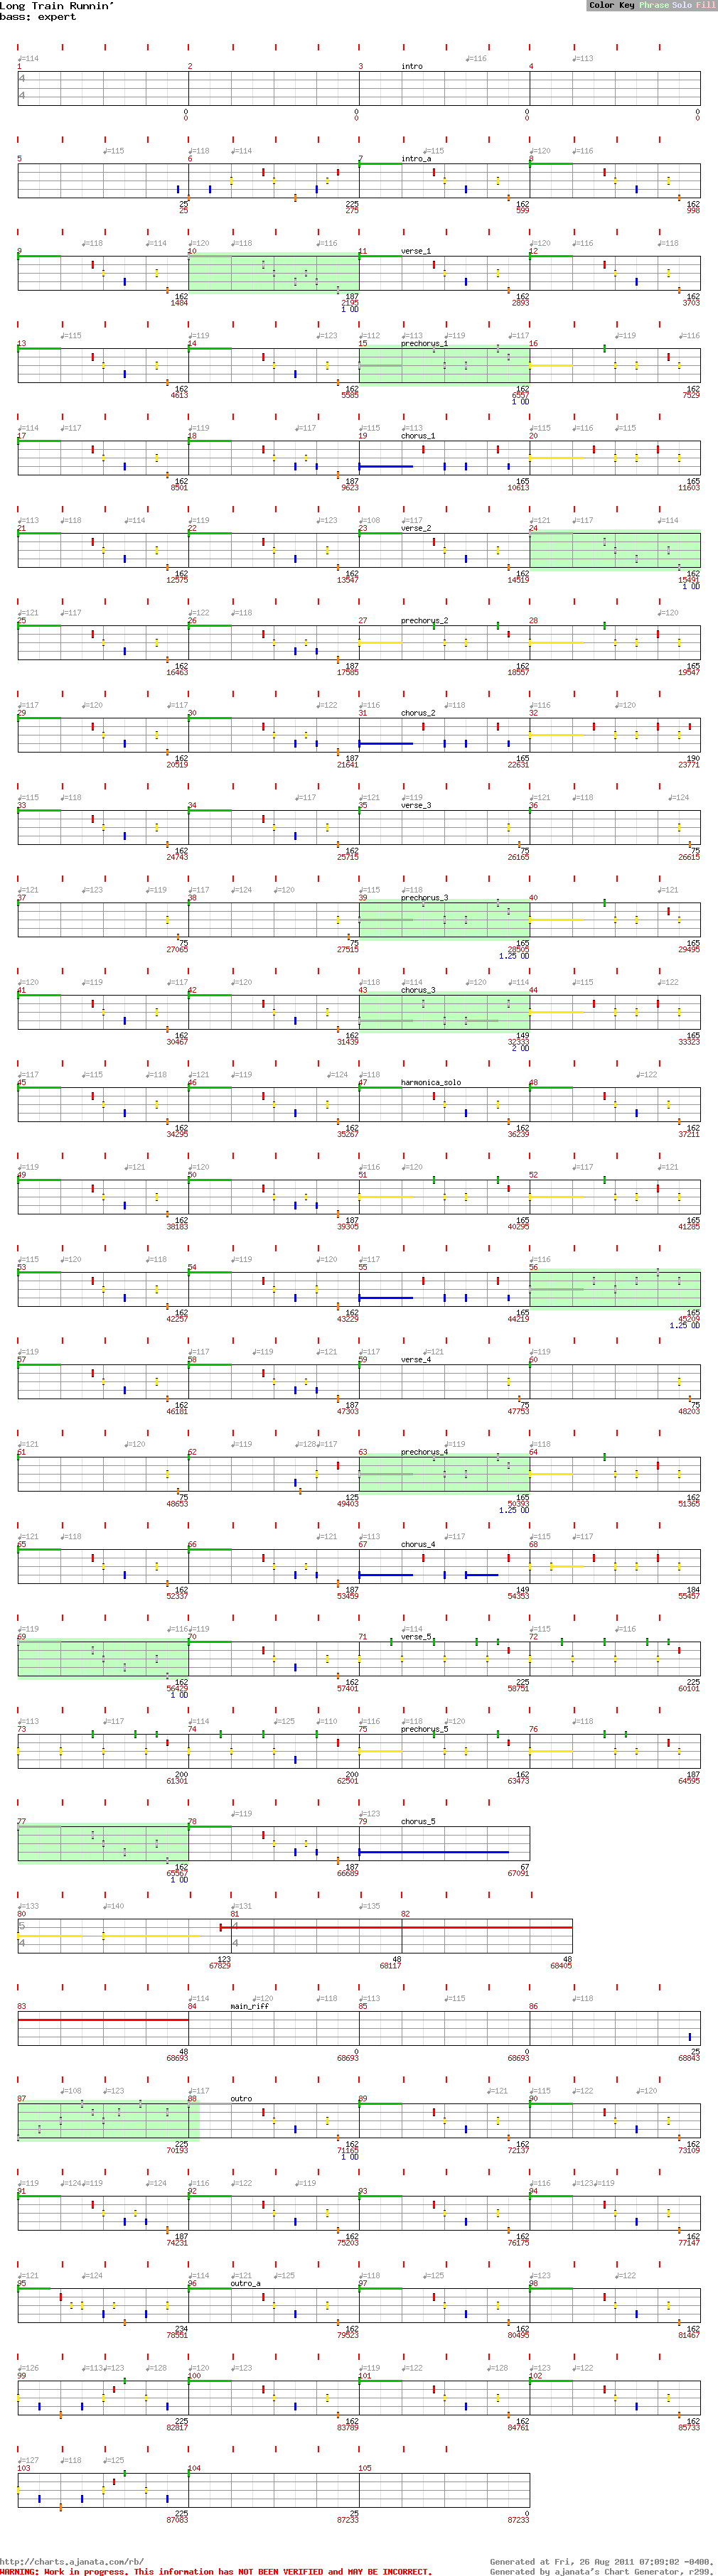 Long Train Runnin'
bass: expert
Color Key Phrase Solo Fill
♩=114 ♩=116 ♩=113
1 2 3 intro 4
4
4
0 0 0 0
0 0 0 0
♩=115 ♩=118 ♩=114 ♩=115 ♩=120 ♩=116
5 6 7 intro_a 8
25 225 162 162
25 275 599 998
♩=118 ♩=114 ♩=120 ♩=118 ♩=116 ♩=120 ♩=116 ♩=118
9 10 11 verse_1 12
162 187 162 162
1484 2195 2893 3703
1 OD
♩=115 ♩=119 ♩=123 ♩=112 ♩=113 ♩=119 ♩=117 ♩=119 ♩=116
13 14 15 prechorus_1 16
162 162 162 162
4613 5585 6557 7529
1 OD
♩=114 ♩=117 ♩=119 ♩=117 ♩=115 ♩=113 ♩=115 ♩=116 ♩=115
17 18 19 chorus_1 20
162 187 165 165
8501 9623 10613 11603
♩=113 ♩=118 ♩=114 ♩=119 ♩=123 ♩=108 ♩=117 ♩=121 ♩=117 ♩=114
21 22 23 verse_2 24
162 162 162 162
12575 13547 14519 15491
1 OD
♩=121 ♩=117 ♩=122 ♩=118 ♩=120
25 26 27 prechorus_2 28
162 187 162 165
16463 17585 18557 19547
♩=117 ♩=120 ♩=117 ♩=122 ♩=116 ♩=118 ♩=116 ♩=120
29 30 31 chorus_2 32
162 187 165 190
20519 21641 22631 23771
♩=115 ♩=118 ♩=117 ♩=121 ♩=119 ♩=121 ♩=118 ♩=124
33 34 35 verse_3 36
162 162 75 75
24743 25715 26165 26615
♩=121 ♩=123 ♩=119 ♩=117 ♩=124 ♩=120 ♩=115 ♩=118 ♩=121
37 38 39 prechorus_3 40
75 75 165 165
27065 27515 28505 29495
1.25 OD
♩=120 ♩=119 ♩=117 ♩=120 ♩=118 ♩=114 ♩=120 ♩=114 ♩=115 ♩=122
41 42 43 chorus_3 44
162 162 149 165
30467 31439 32333 33323
2 OD
♩=117 ♩=115 ♩=118 ♩=121 ♩=119 ♩=124 ♩=118 ♩=122
45 46 47 harmonica_solo 48
162 162 162 162
34295 35267 36239 37211
♩=119 ♩=121 ♩=120 ♩=116 ♩=120 ♩=117 ♩=121
49 50 51 52
162 187 165 165
38183 39305 40295 41285
♩=115 ♩=120 ♩=118 ♩=119 ♩=120 ♩=117 ♩=116
53 54 55 56
162 162 165 165
42257 43229 44219 45209
1.25 OD
♩=119 ♩=117 ♩=119 ♩=121 ♩=117 ♩=121 ♩=119
57 58 59 verse_4 60
162 187 75 75
46181 47303 47753 48203
♩=121 ♩=120 ♩=119 ♩=128 ♩=117 ♩=119 ♩=118
61 62 63 prechorus_4 64
75 125 165 162
48653 49403 50393 51365
1.25 OD
♩=121 ♩=118 ♩=121 ♩=113 ♩=117 ♩=115 ♩=117
65 66 67 chorus_4 68
162 187 149 184
52337 53459 54353 55457
♩=119 ♩=116 ♩=119 ♩=114 ♩=115 ♩=116
69 70 71 verse_5 72
162 162 225 225
56429 57401 58751 60101
1 OD
♩=113 ♩=117 ♩=114 ♩=125 ♩=110 ♩=116 ♩=118 ♩=120 ♩=118
73 74 75 prechorus_5 76
200 200 162 187
61301 62501 63473 64595
♩=119 ♩=123
77 78 79 chorus_5
162 187 67
65567 66689 67091
1 OD
♩=133 ♩=140 ♩=131 ♩=135
80 81 82
5 4
4 4
123 48 48
67829 68117 68405
♩=114 ♩=120 ♩=118 ♩=113 ♩=115 ♩=118
83 84 main_riff 85 86
48 0 0 25
68693 68693 68693 68843
♩=108 ♩=123 ♩=117 ♩=121 ♩=115 ♩=122 ♩=120
87 88 outro 89 90
225 162 162 162
70193 71165 72137 73109
1 OD
♩=119 ♩=124 ♩=119 ♩=124 ♩=116 ♩=122 ♩=119 ♩=116 ♩=123 ♩=119
91 92 93 94
187 162 162 162
74231 75203 76175 77147
♩=121 ♩=124 ♩=114 ♩=121 ♩=125 ♩=118 ♩=125 ♩=123 ♩=122
95 96 outro_a 97 98
234 162 162 162
78551 79523 80495 81467
♩=126 ♩=113 ♩=123 ♩=128 ♩=120 ♩=123 ♩=119 ♩=122 ♩=128 ♩=123 ♩=122
99 100 101 102
225 162 162 162
82817 83789 84761 85733
♩=127 ♩=118 ♩=125
103 104 105
225 25 0
87083 87233 87233
http://charts.ajanata.com/rb/
Generated at Fri, 26 Aug 2011 07:09:02 -0400.
WARNING: Work in progress. This information has NOT BEEN VERIFIED and MAY BE INCORRECT.
Generated by ajanata's Chart Generator, r299.